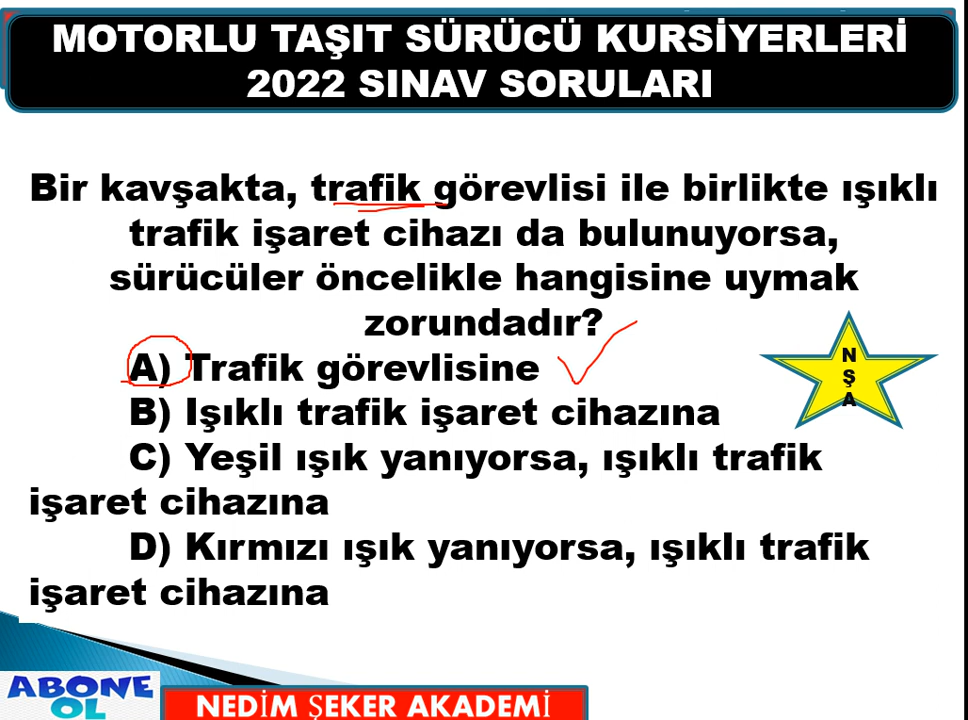 MOTORLU TAŞIT SÜRÜCÜ KURSİYERLERİ
2022 SINAV SORULARI
Bir kavşakta, trafik görevlisi ile birlikte ışıklı
trafik işaret cihazı da bulunuyorsa,
sürücüler öncelikle hangisine uymak
zorundadır?
A) Trafik görevlisine
B) Işıklı trafik işaret cihazına
C) Yeşil ışık yanıyorsa, ışıklı trafik
işaret cihazına
D) Kırmızı ışık yanıyorsa, ışıklı trafik
işaret cihazına
N
Ş
A
ABONE
OL
NEDİM ŞEKER AKADEMİ